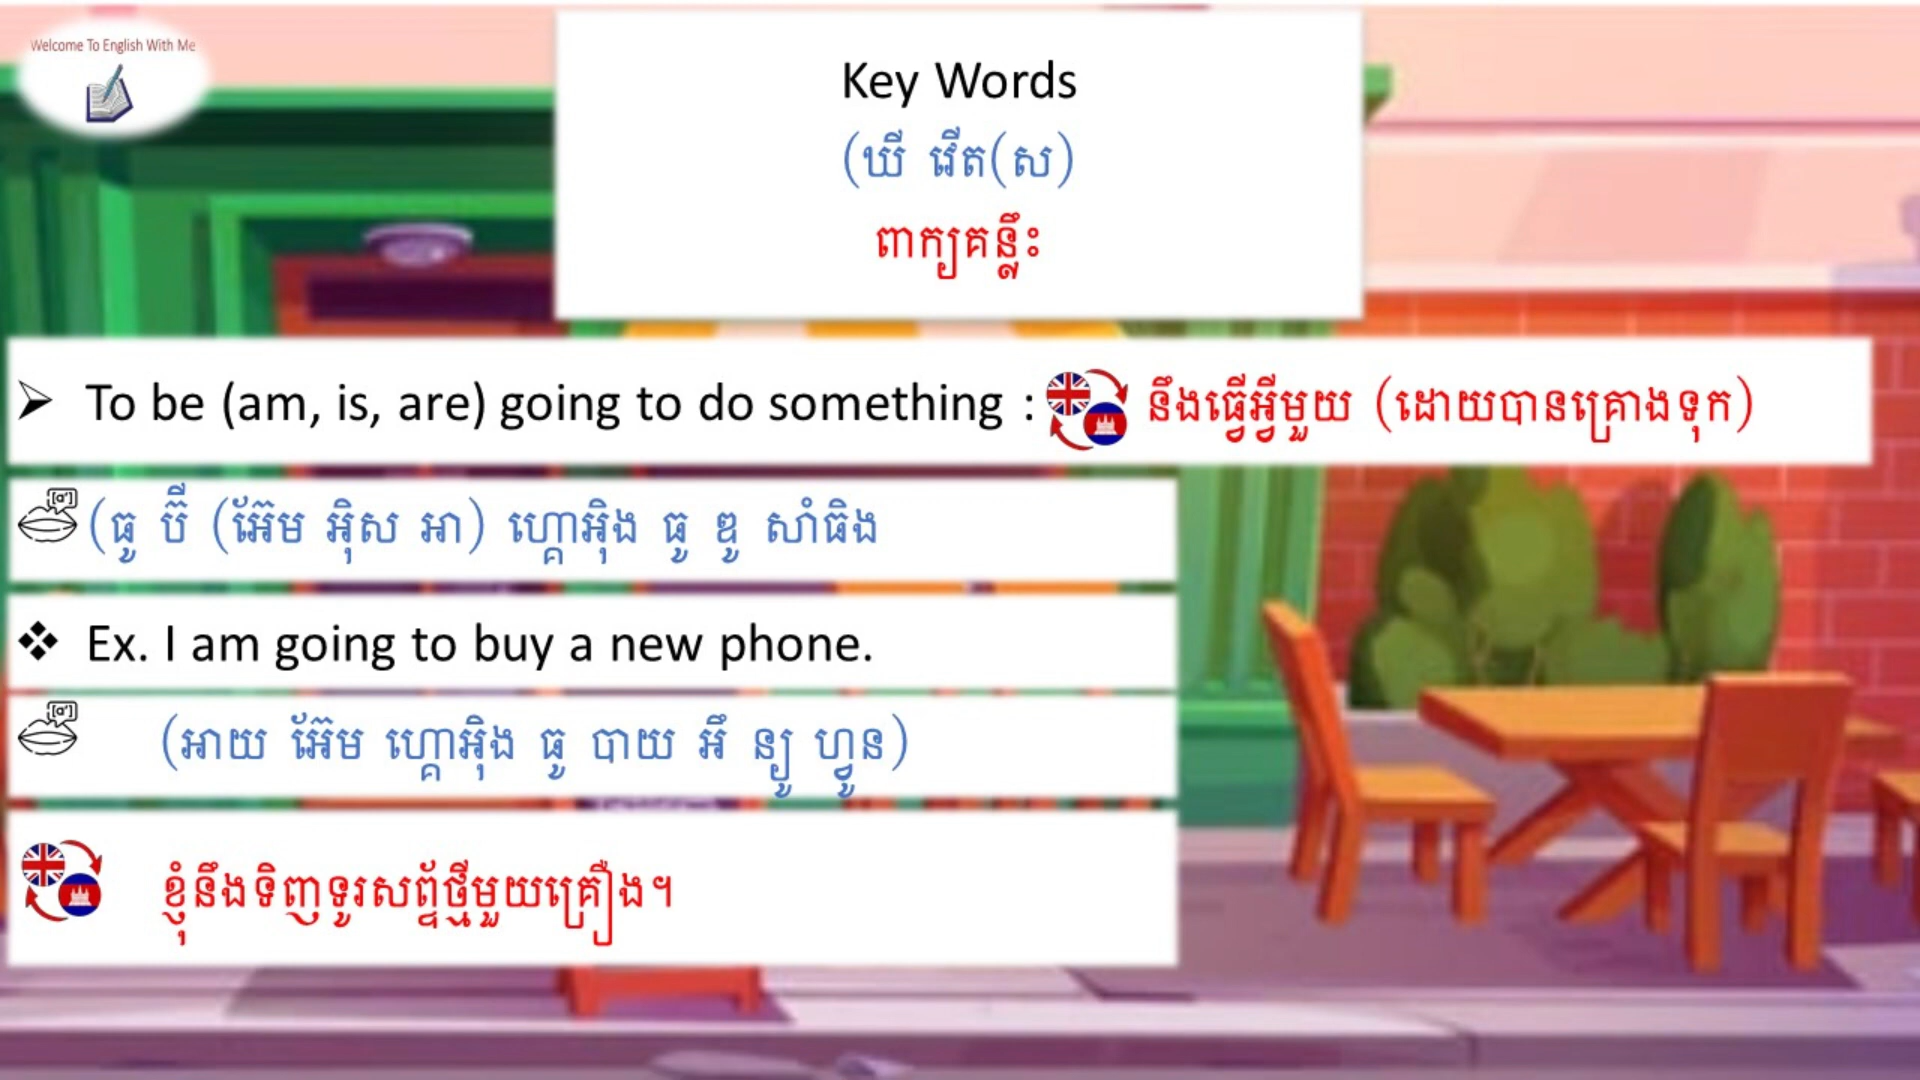 Welcome To English With Me
Key Words
(ឃី វើត(ស)
ពាក្យគន្លឹះ
➢ To be (am, is, are) going to do something : នឹងធ្វើអ្វីមួយ (ដោយបានគ្រោងទុក)
(ធូ ប៊ី (អ៊ែម អ៊ិស អា) ហ្គោអ៊ិង ធូ ឌូ សាំធិង
❖ Ex. I am going to buy a new phone.
(អាយ អ៊ែម ហ្គោអ៊ិង ធូ បាយ អឹ ន្យូ ហ្វូន)
ខ្ញុំនឹងទិញទូរសព្ទ័ថ្មីមួយគ្រឿង។